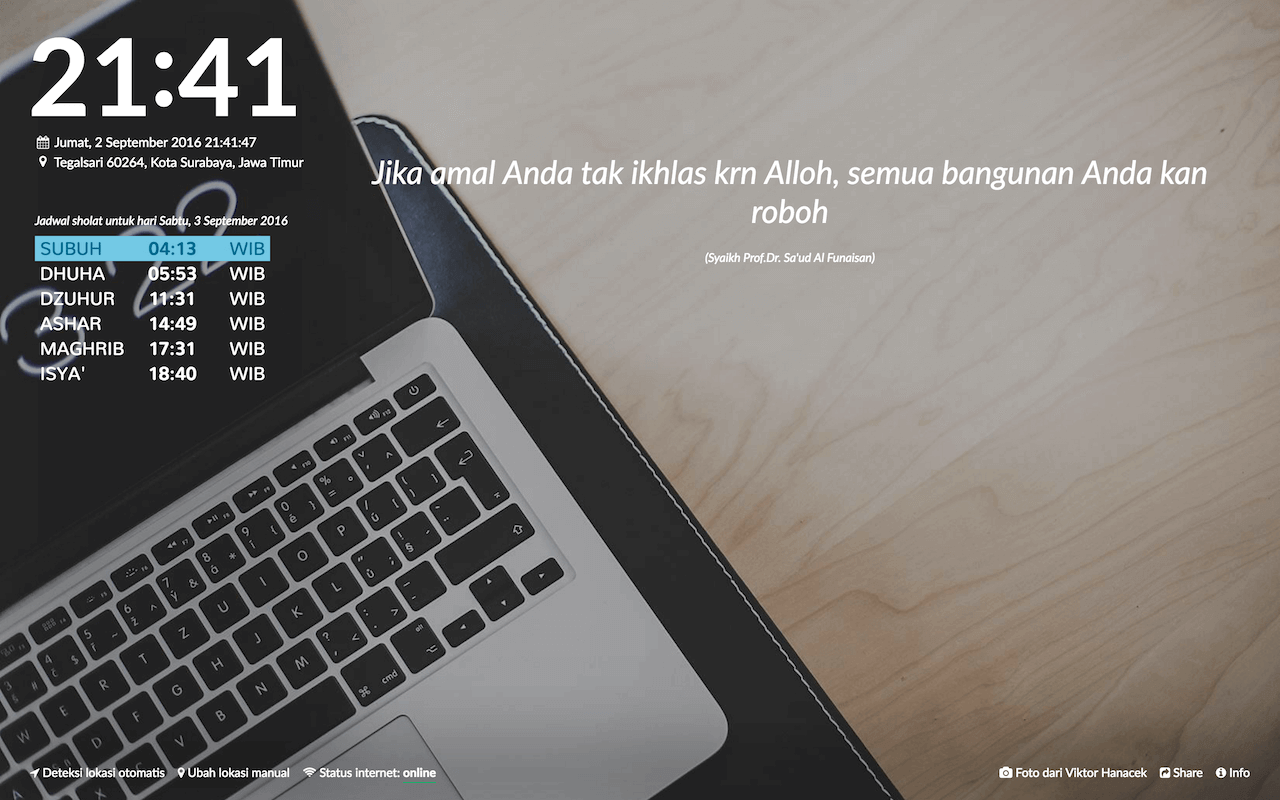 21:41
Jumat, 2 September 2016 21:41:47
Tegalsari 60264, Kota Surabaya, Jawa Timur
Jika amal Anda tak ikhlas krn Alloh, semua bangunan Anda kan
roboh
(Syaikh Prof.Dr. Sa'ud Al Funaisan)
Jadwal sholat untuk hari Sabtu, 3 September 2016
SUBUH 04:13 WIB
DHUHA 05:53 WIB
DZUHUR 11:31 WIB
ASHAR 14:49 WIB
MAGHRIB 17:31 WIB
ISYA' 18:40 WIB
Deteksi lokasi otomatis Ubah lokasi manual Status internet: online
Foto dari Viktor Hanacek Share Info